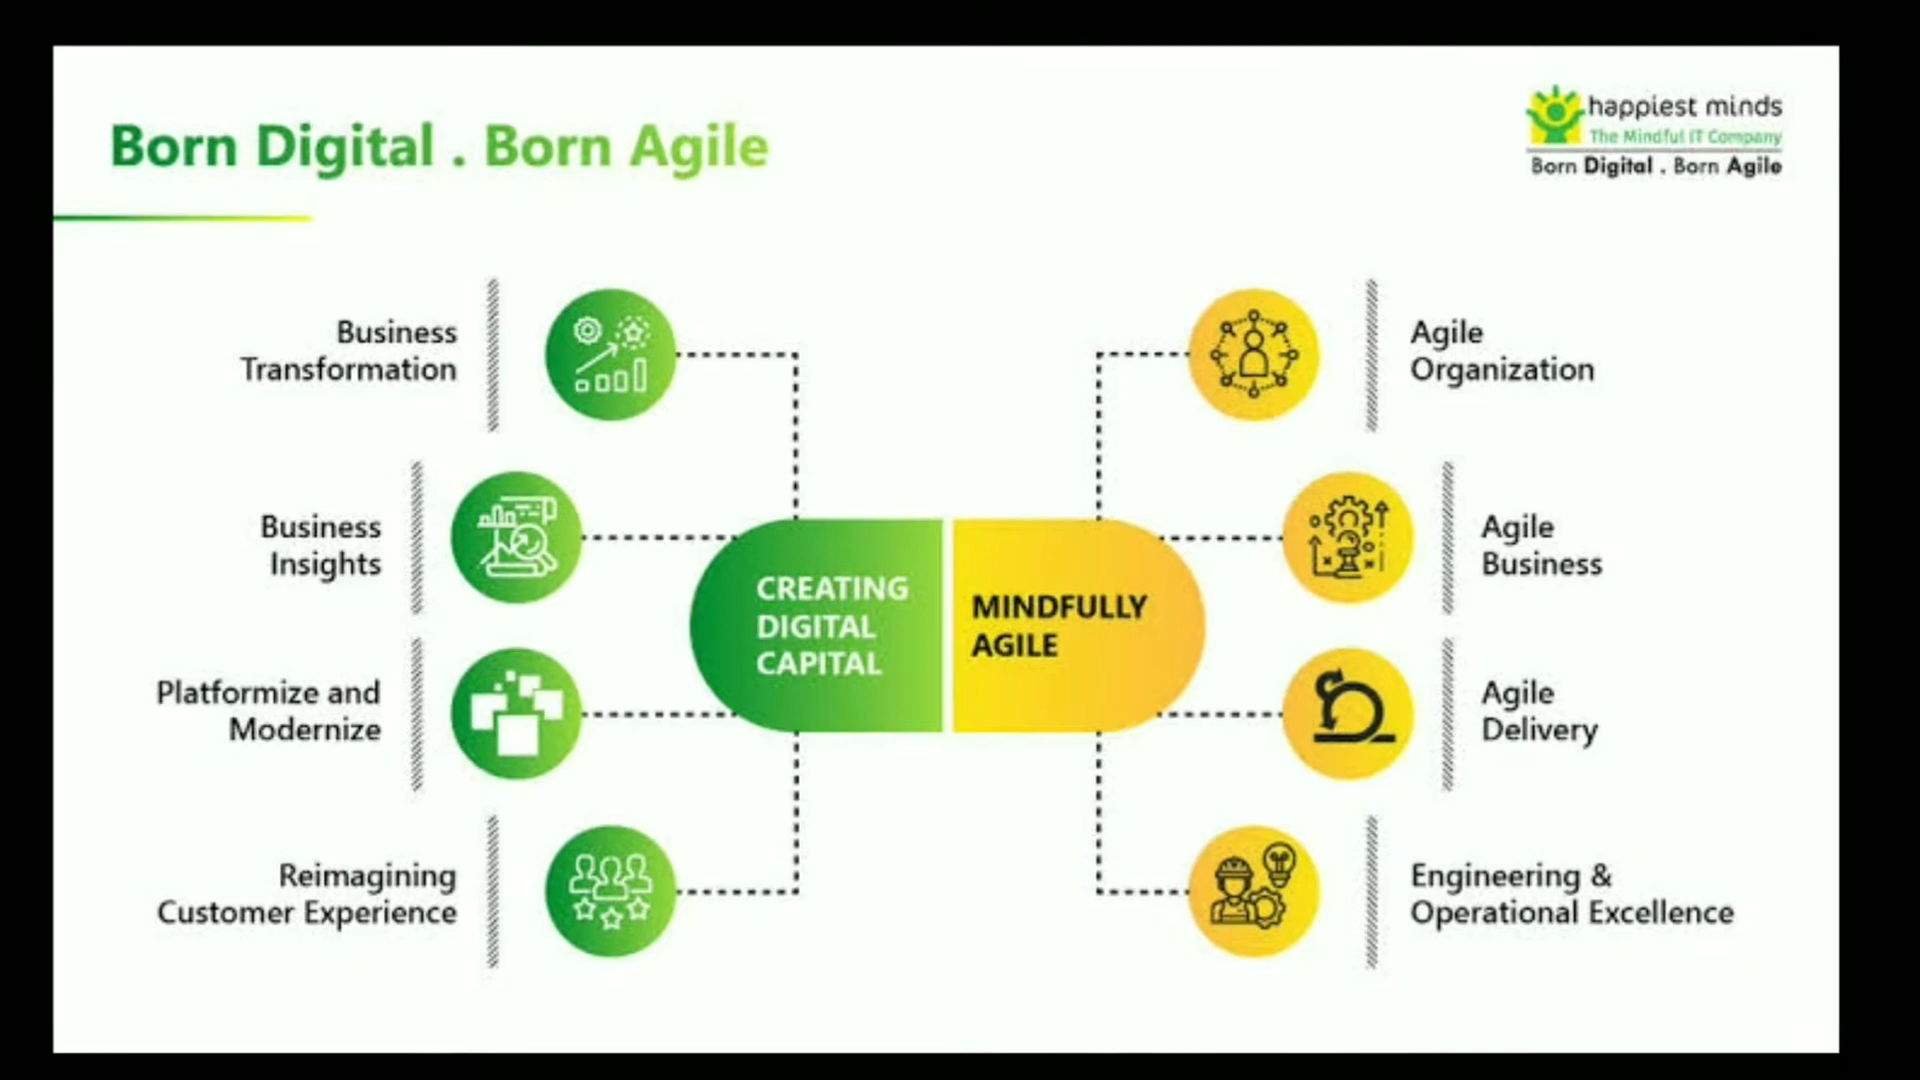 Born Digital . Born Agile
happiest minds
The Mindful IT Company
Born Digital . Born Agile
Business
Transformation
Business
Insights
Platformize and
Modernize
Reimagining
Customer Experience
CREATING
DIGITAL
CAPITAL
MINDFULLY
AGILE
Agile
Organization
Agile
Business
Agile
Delivery
Engineering &
Operational Excellence